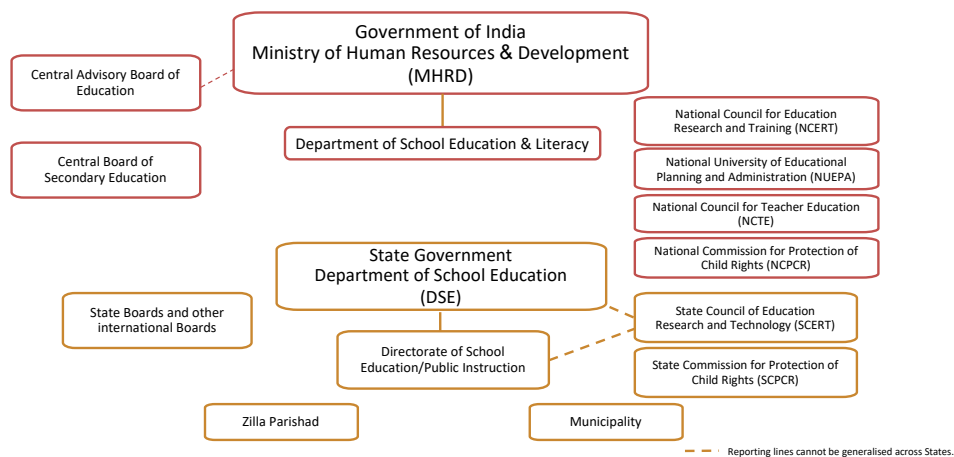 Government of India
Ministry of Human Resources & Development
(MHRD)
Central Advisory Board of
Education
Department of School Education & Literacy
Central Board of
Secondary Education
National Council for Education
Research and Training (NCERT)
National University of Educational
Planning and Administration (NUEPA)
National Council for Teacher Education
(NCTE)
National Commission for Protection of
Child Rights (NCPCR)
State Government
Department of School Education
(DSE)
State Boards and other
international Boards
Directorate of School
Education/Public Instruction
State Council of Education
Research and Technology (SCERT)
State Commission for Protection of
Child Rights (SCPCR)
Zilla Parishad
Municipality
Reporting lines cannot be generalised across States.